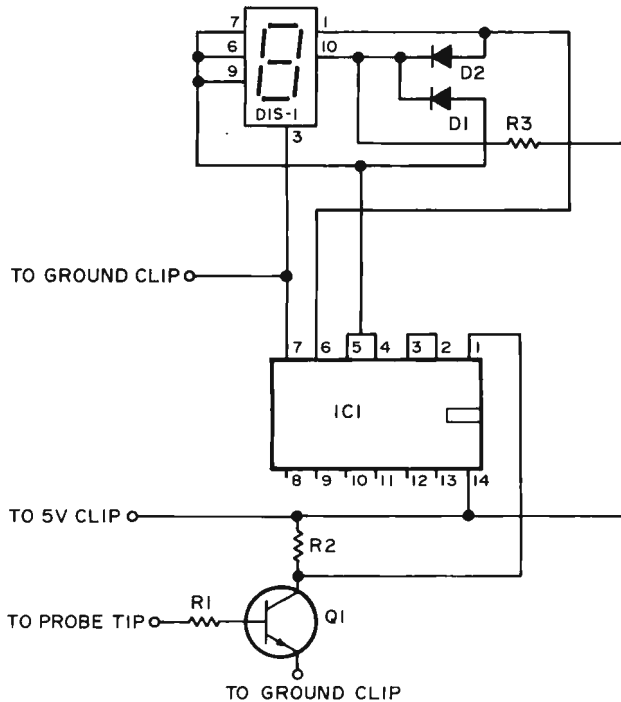 7
1
6
10
9
D2
DIS-1
D1
R3
3
TO GROUND CLIP
7 6 5 4 3 2 1
IC1
8 9 10 11 12 13 14
TO 5V CLIP
R2
R1
Q1
TO PROBE TIP
TO GROUND CLIP